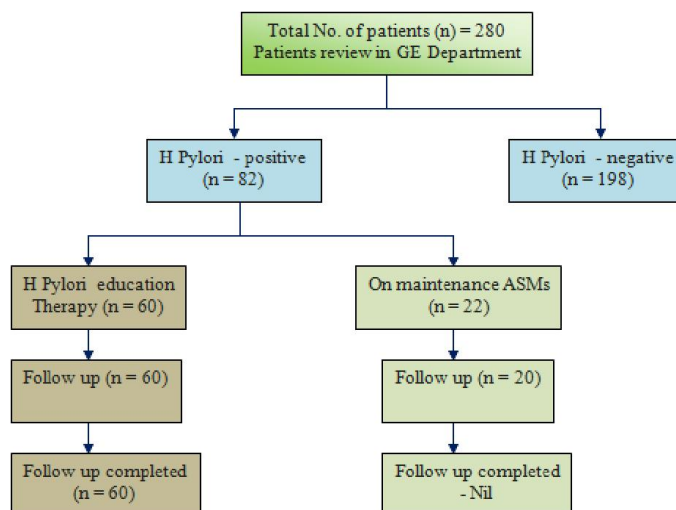 Total No. of patients (n) = 280
Patients review in GE Department
H Pylori - positive
(n = 82)
H Pylori - negative
(n = 198)
H Pylori education
Therapy (n = 60)
On maintenance ASMs
(n = 22)
Follow up (n = 60)
Follow up (n = 20)
Follow up completed
(n = 60)
Follow up completed
- Nil